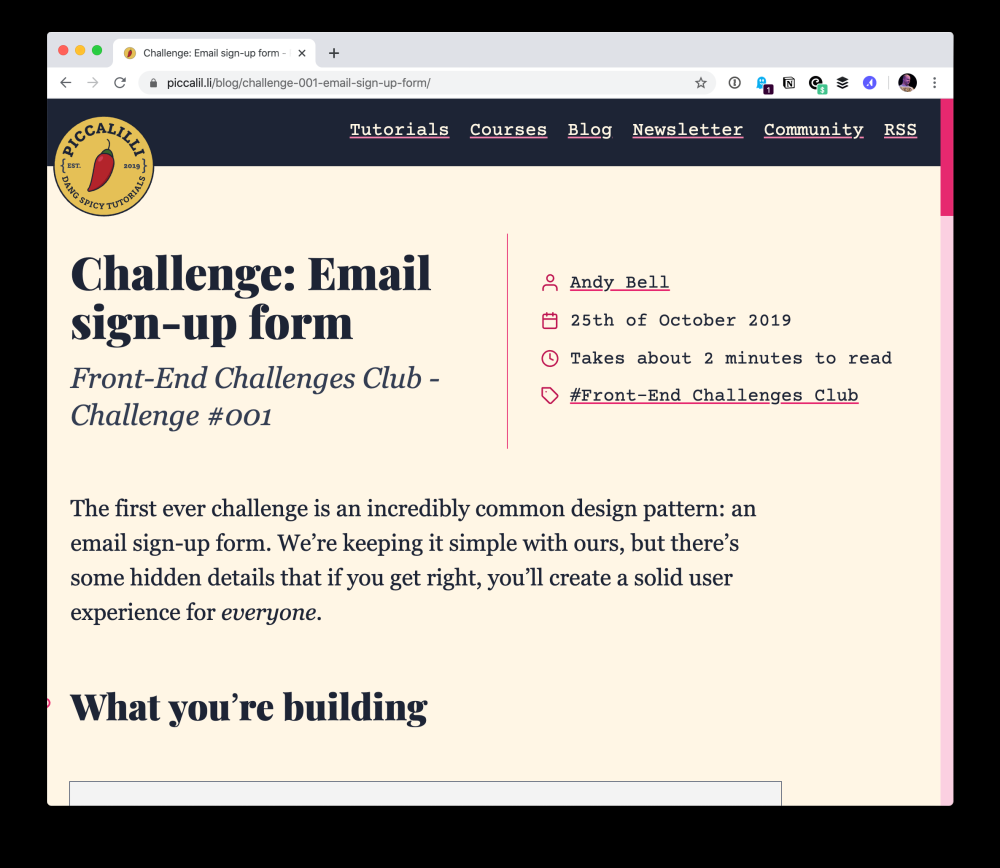 Challenge: Email sign-up form -
piccalil.li/blog/challenge-001-email-sign-up-form/
1
$
PICCALILLI
EST. 2019
DANG SPICY TUTORIALS
Tutorials Courses Blog Newsletter Community RSS
Challenge: Email
sign-up form
Front-End Challenges Club -
Challenge #001
Andy Bell
25th of October 2019
Takes about 2 minutes to read
#Front-End Challenges Club
The first ever challenge is an incredibly common design pattern: an
email sign-up form. We’re keeping it simple with ours, but there’s
some hidden details that if you get right, you’ll create a solid user
experience for everyone.
What you’re building